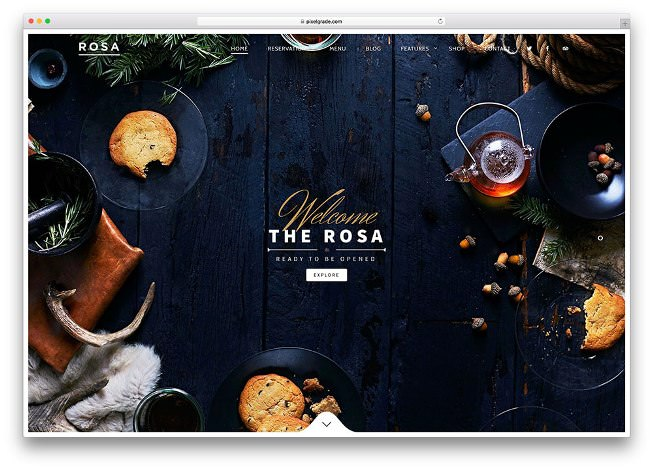 pixelgrade.com
ROSA
HOME RESERVATIONS MENU BLOG FEATURES SHOP CONTACT
Welcome
THE ROSA
READY TO BE OPENED
EXPLORE